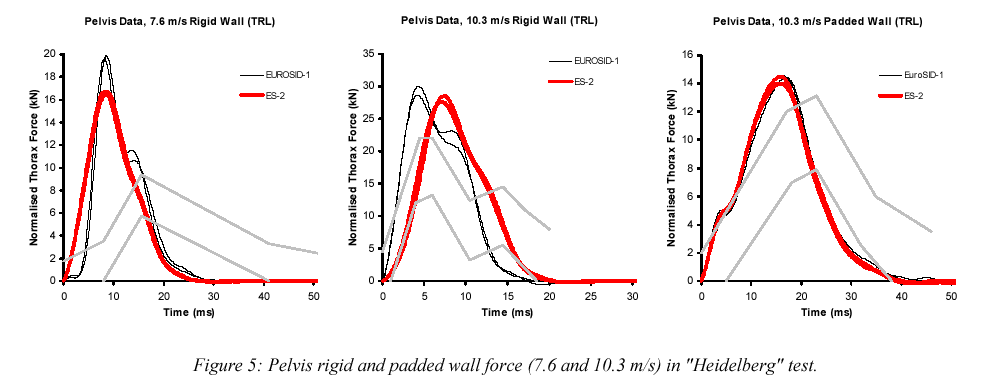 Pelvis Data, 7.6 m/s Rigid Wall (TRL)
Normalised Thorax Force (kN)
20
18
16
14
12
10
8
6
4
2
0
0 10 20 30 40 50
Time (ms)
EUROSID-1
ES-2
Pelvis Data, 10.3 m/s Rigid Wall (TRL)
Normalised Thorax Force (kN)
35
30
25
20
15
10
5
0
0 5 10 15 20 25 30
Time (ms)
EUROSID-1
ES-2
Pelvis Data, 10.3 m/s Padded Wall (TRL)
Normalised Thorax Force (kN)
16
14
12
10
8
6
4
2
0
0 10 20 30 40 50
Time (ms)
EuroSID-1
ES-2
Figure 5: Pelvis rigid and padded wall force (7.6 and 10.3 m/s) in "Heidelberg" test.